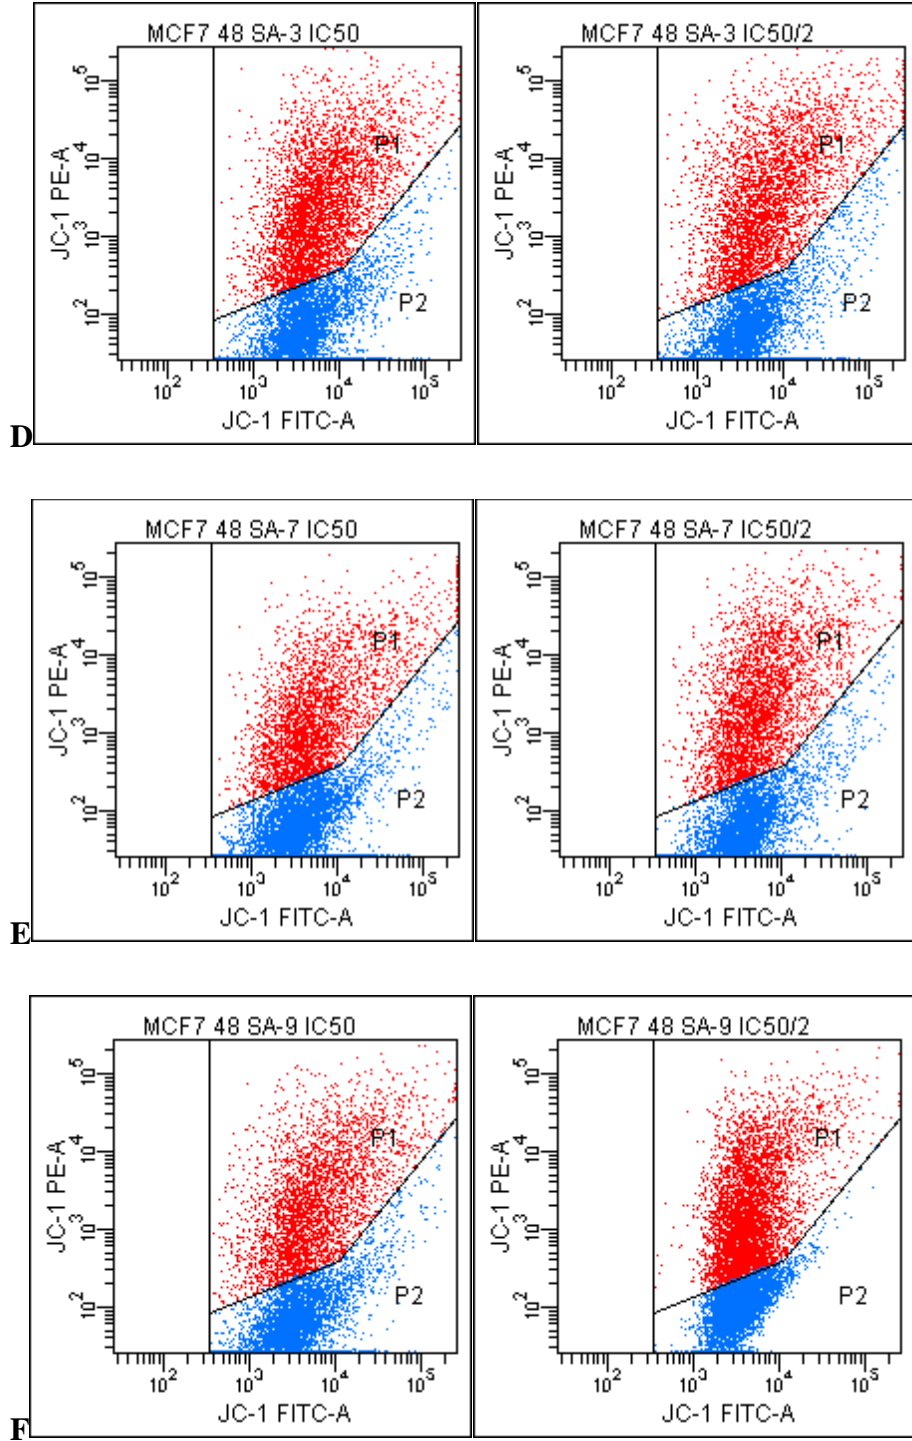 MCF7 48 SA-3 IC50
JC-1 PE-A
10^5
10^4
10^3
10^2
P1
P2
10^2 10^3 10^4 10^5
JC-1 FITC-A
MCF7 48 SA-3 IC50/2
JC-1 PE-A
10^5
10^4
10^3
10^2
P1
P2
10^2 10^3 10^4 10^5
JC-1 FITC-A
D
MCF7 48 SA-7 IC50
JC-1 PE-A
10^5
10^4
10^3
10^2
P1
P2
10^2 10^3 10^4 10^5
JC-1 FITC-A
MCF7 48 SA-7 IC50/2
JC-1 PE-A
10^5
10^4
10^3
10^2
P1
P2
10^2 10^3 10^4 10^5
JC-1 FITC-A
E
MCF7 48 SA-9 IC50
JC-1 PE-A
10^5
10^4
10^3
10^2
P1
P2
10^2 10^3 10^4 10^5
JC-1 FITC-A
MCF7 48 SA-9 IC50/2
JC-1 PE-A
10^5
10^4
10^3
10^2
P1
P2
10^2 10^3 10^4 10^5
JC-1 FITC-A
F